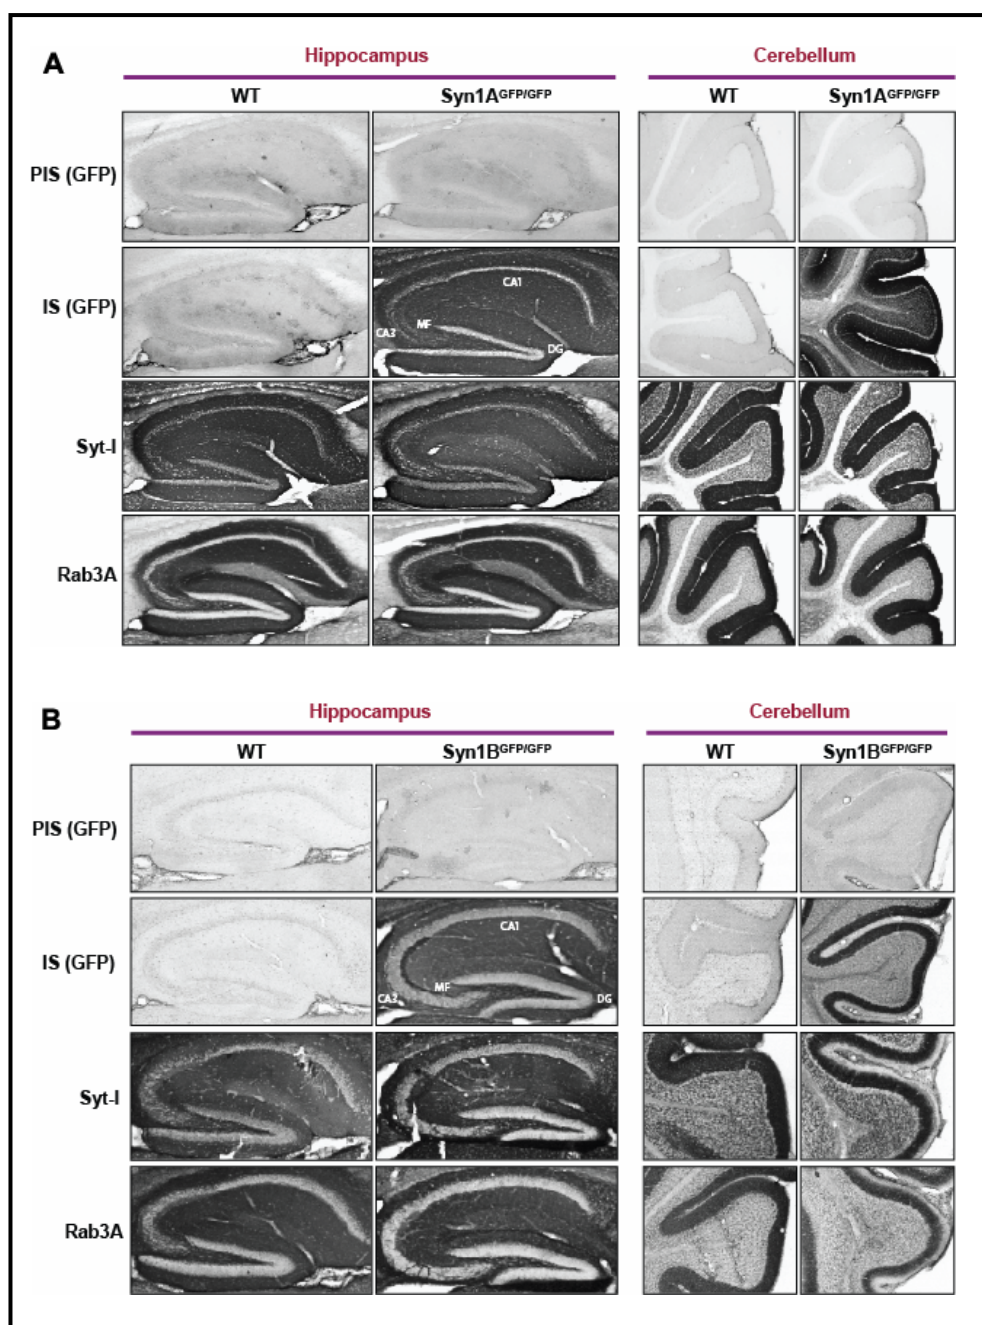 A
Hippocampus Cerebellum
WT Syn1AGFP/GFP WT Syn1AGFP/GFP
PIS (GFP)
IS (GFP)
CA1
MF
CA3
DG
Syt-I
Rab3A
B
Hippocampus Cerebellum
WT Syn1BGFP/GFP WT Syn1BGFP/GFP
PIS (GFP)
IS (GFP)
CA1
MF
CA3
DG
Syt-I
Rab3A